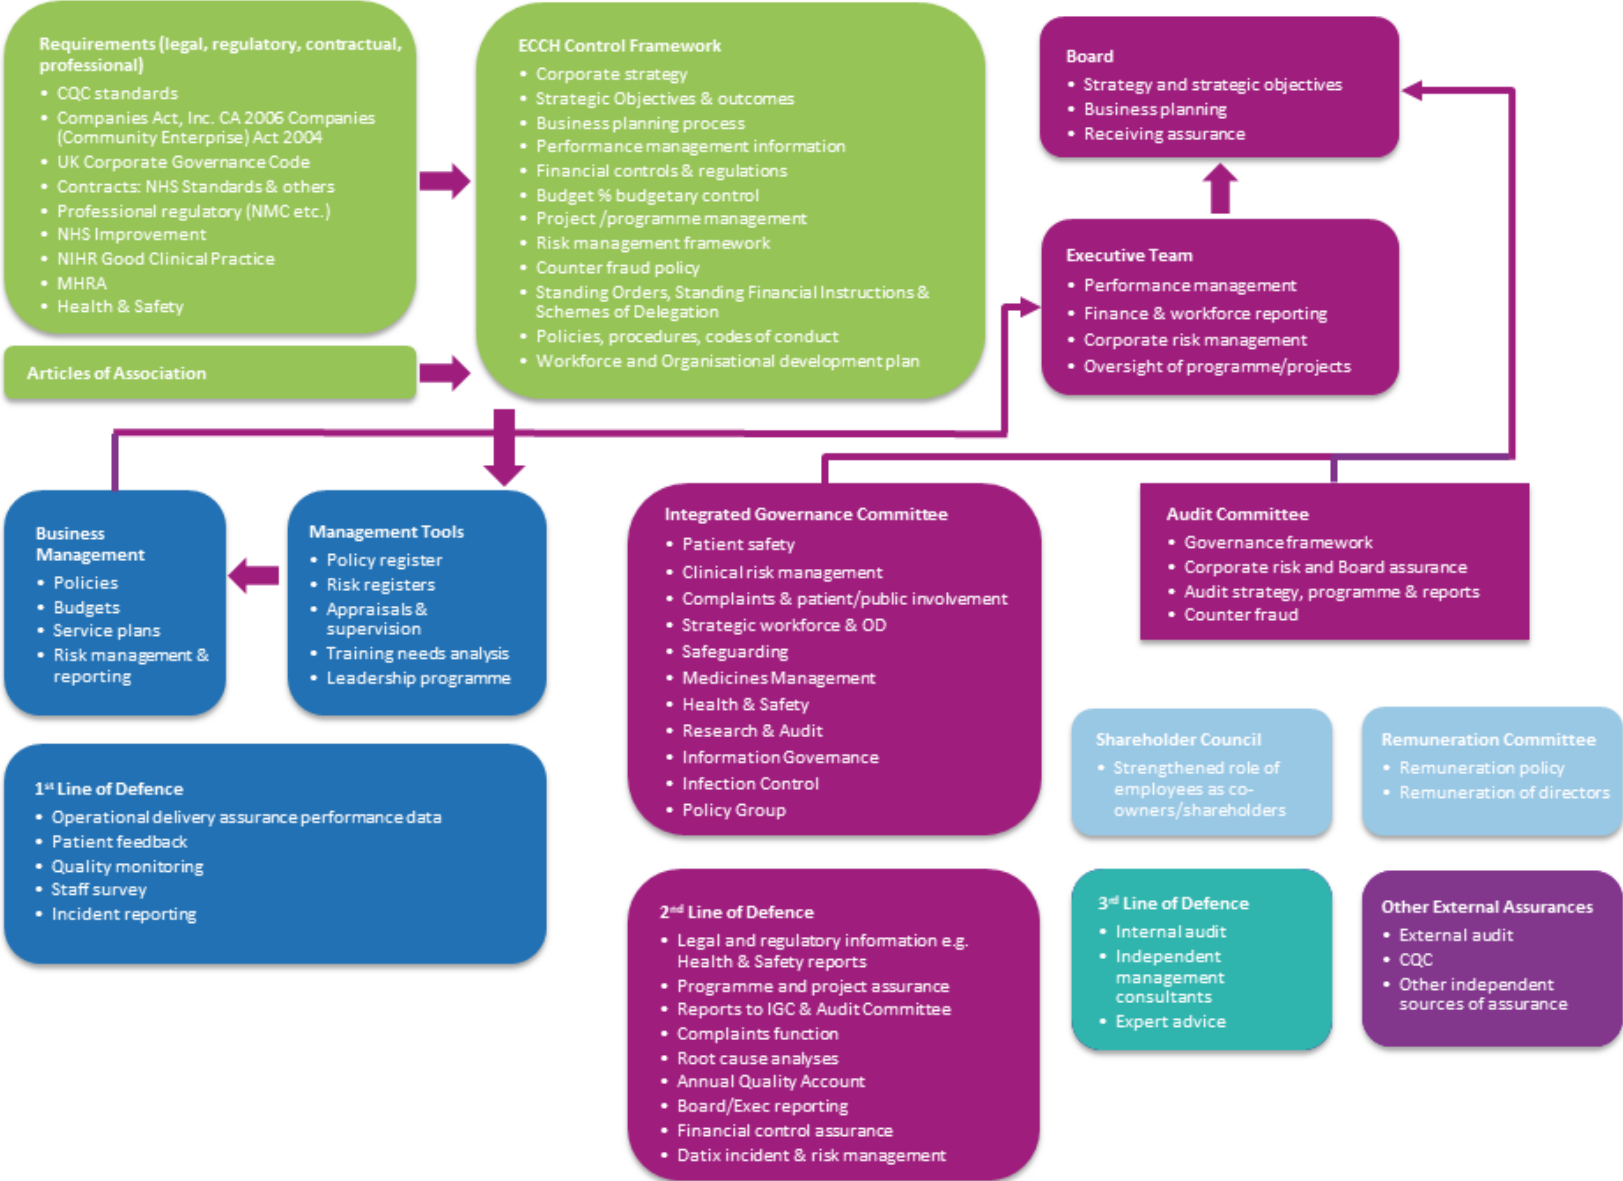 Requirements (legal, regulatory, contractual,
professional)
• CQC standards
• Companies Act, Inc. CA 2006 Companies
(Community Enterprise) Act 2004
• UK Corporate Governance Code
• Contracts: NHS Standards & others
• Professional regulatory (NMC etc.)
• NHS Improvement
• NIHR Good Clinical Practice
• MHRA
• Health & Safety
Articles of Association
ECCH Control Framework
• Corporate strategy
• Strategic Objectives & outcomes
• Business planning process
• Performance management information
• Financial controls & regulations
• Budget % budgetary control
• Project /programme management
• Risk management framework
• Counter fraud policy
• Standing Orders, Standing Financial Instructions &
Schemes of Delegation
• Policies, procedures, codes of conduct
• Workforce and Organisational development plan
Board
• Strategy and strategic objectives
• Business planning
• Receiving assurance
Executive Team
• Performance management
• Finance & workforce reporting
• Corporate risk management
• Oversight of programme/projects
Business
Management
• Policies
• Budgets
• Service plans
• Risk management &
reporting
Management Tools
• Policy register
• Risk registers
• Appraisals &
supervision
• Training needs analysis
• Leadership programme
Integrated Governance Committee
• Patient safety
• Clinical risk management
• Complaints & patient/public involvement
• Strategic workforce & OD
• Safeguarding
• Medicines Management
• Health & Safety
• Research & Audit
• Information Governance
• Infection Control
• Policy Group
Audit Committee
• Governance framework
• Corporate risk and Board assurance
• Audit strategy, programme & reports
• Counter fraud
1st Line of Defence
• Operational delivery assurance performance data
• Patient feedback
• Quality monitoring
• Staff survey
• Incident reporting
Shareholder Council
• Strengthened role of
employees as co-
owners/shareholders
Remuneration Committee
• Remuneration policy
• Remuneration of directors
2nd Line of Defence
• Legal and regulatory information e.g.
Health & Safety reports
• Programme and project assurance
• Reports to IGC & Audit Committee
• Complaints function
• Root cause analyses
• Annual Quality Account
• Board/Exec reporting
• Financial control assurance
• Datix incident & risk management
3rd Line of Defence
• Internal audit
• Independent
management
consultants
• Expert advice
Other External Assurances
• External audit
• CQC
• Other independent
sources of assurance